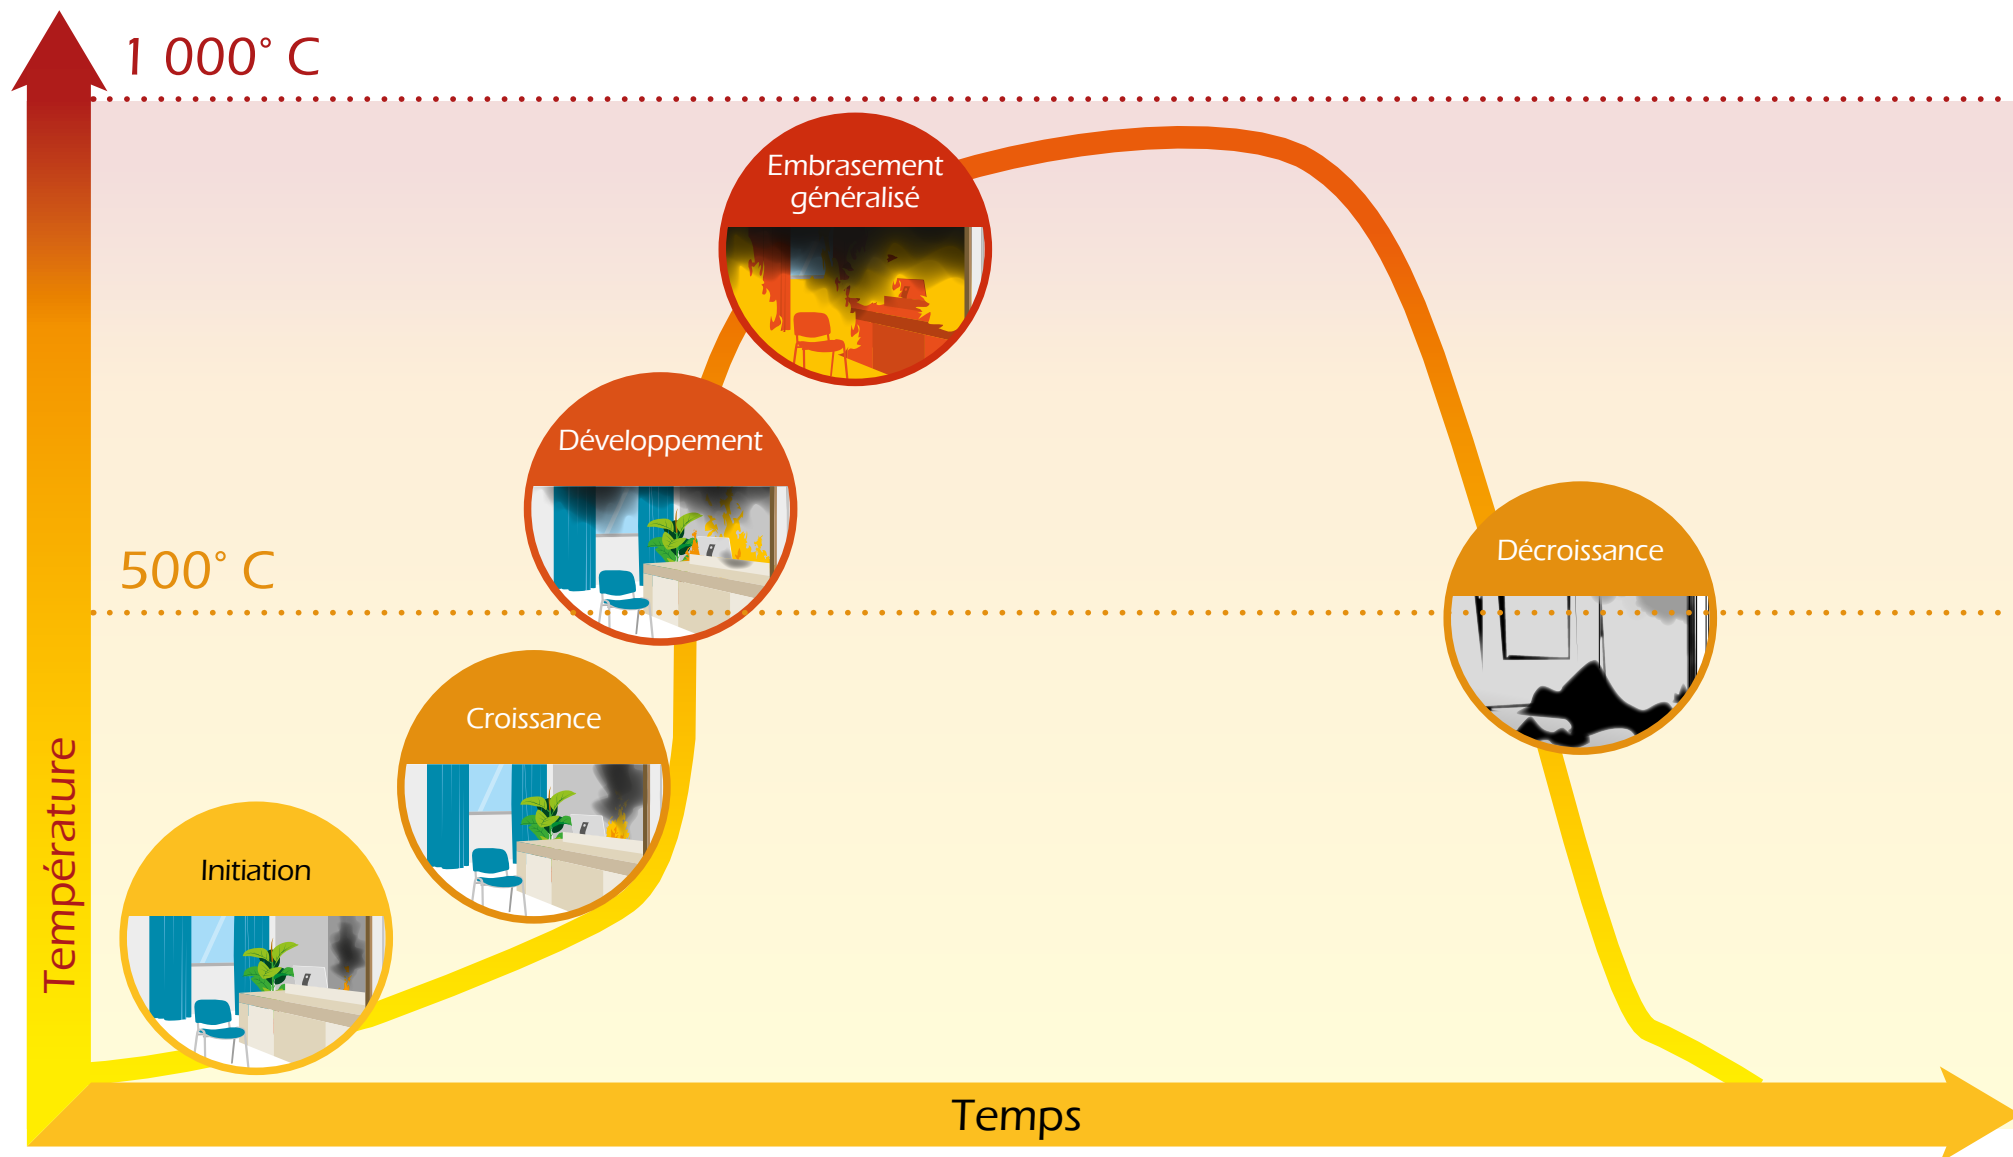 1 000° C
Embrasement
généralisé
Développement
500° C
Décroissance
Croissance
Initiation
Température
Temps